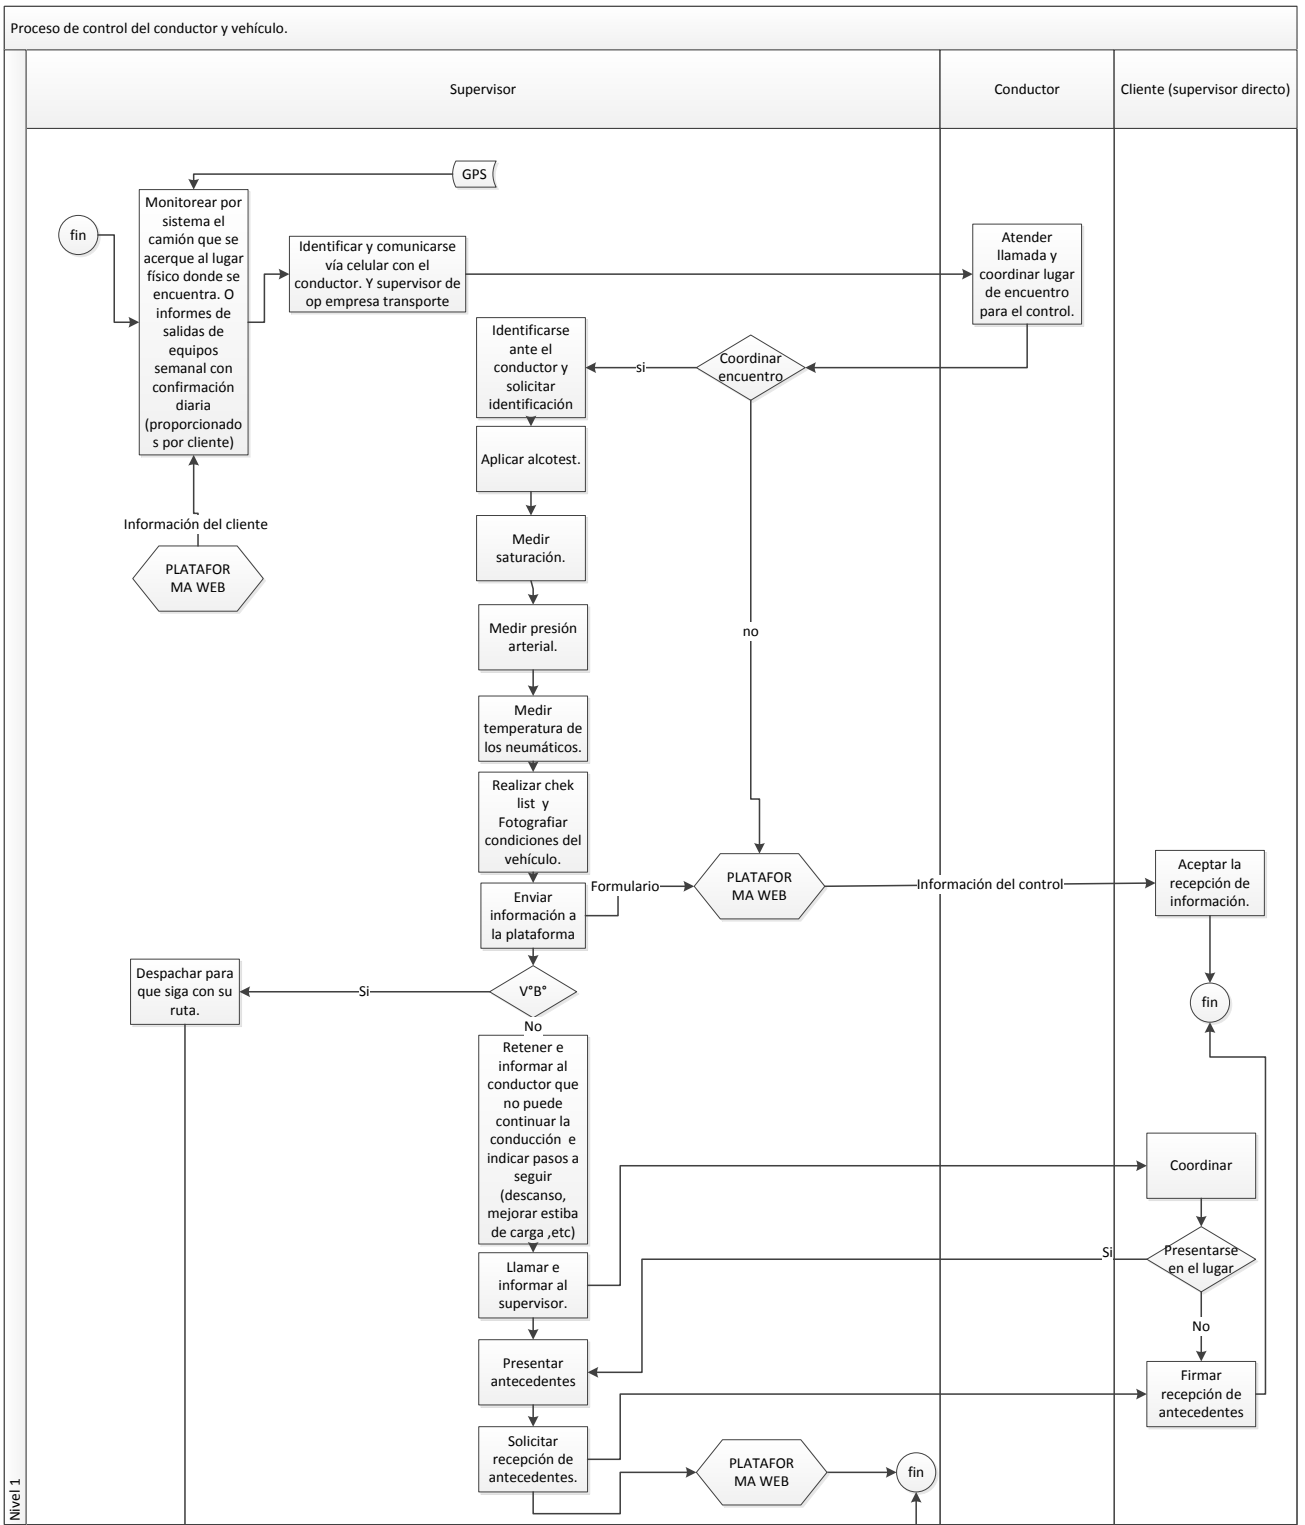 Proceso de control del conductor y vehículo.
Supervisor
Conductor
Cliente (supervisor directo)
GPS
fin
Monitorear por
sistema el
camión que se
acerque al lugar
físico donde se
encuentra. O
informes de
salidas de
equipos
semanal con
confirmación
diaria
(proporcionado
s por cliente)
Identificar y comunicarse
vía celular con el
conductor. Y supervisor de
op empresa transporte
Atender
llamada y
coordinar lugar
de encuentro
para el control.
Identificarse
ante el
conductor y
solicitar
identificación
si
Coordinar
encuentro
Aplicar alcotest.
Información del cliente
PLATAFOR
MA WEB
Medir
saturación.
Medir presión
arterial.
no
Medir
temperatura de
los neumáticos.
Realizar chek
list y
Fotografiar
condiciones del
vehículo.
Enviar
información a
la plataforma
Formulario
PLATAFOR
MA WEB
Información del control
Aceptar la
recepción de
información.
fin
Despachar para
que siga con su
ruta.
Si
V°B°
No
Retener e
informar al
conductor que
no puede
continuar la
conducción e
indicar pasos a
seguir
(descanso,
mejorar estiba
de carga ,etc)
Coordinar
Llamar e
informar al
supervisor.
Si
Presentarse
en el lugar
No
Presentar
antecedentes
Firmar
recepción de
antecedentes
Solicitar
recepción de
antecedentes.
PLATAFOR
MA WEB
fin
Nivel 1